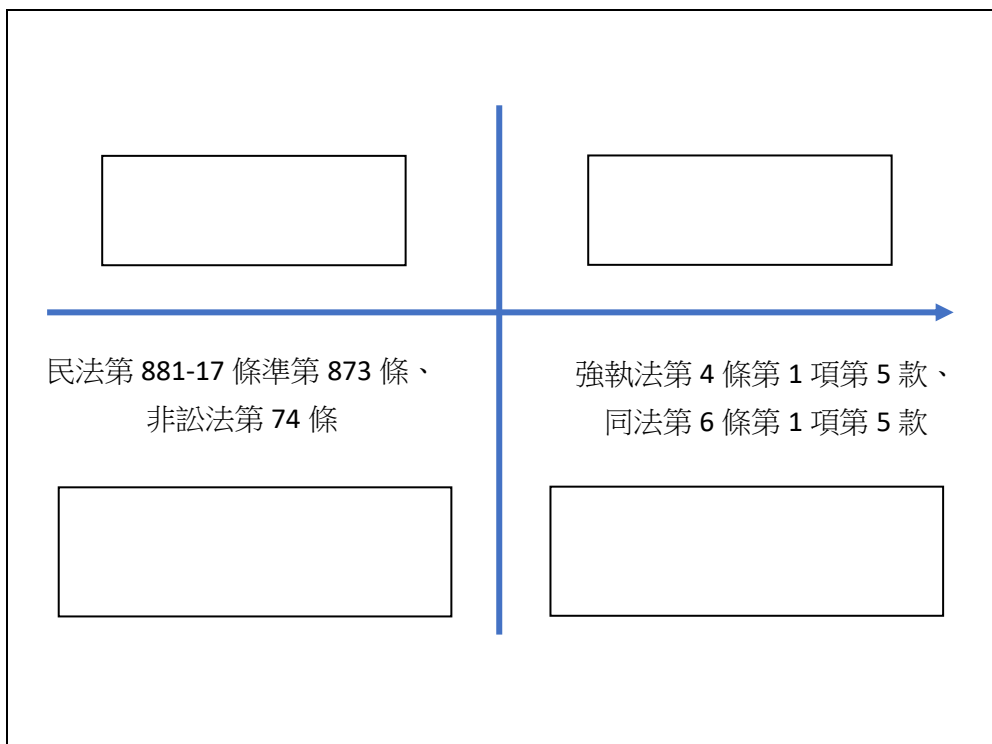 民法第 881-17 條準第 873 條、
非訟法第 74 條
強執法第 4 條第 1 項第 5 款、
同法第 6 條第 1 項第 5 款